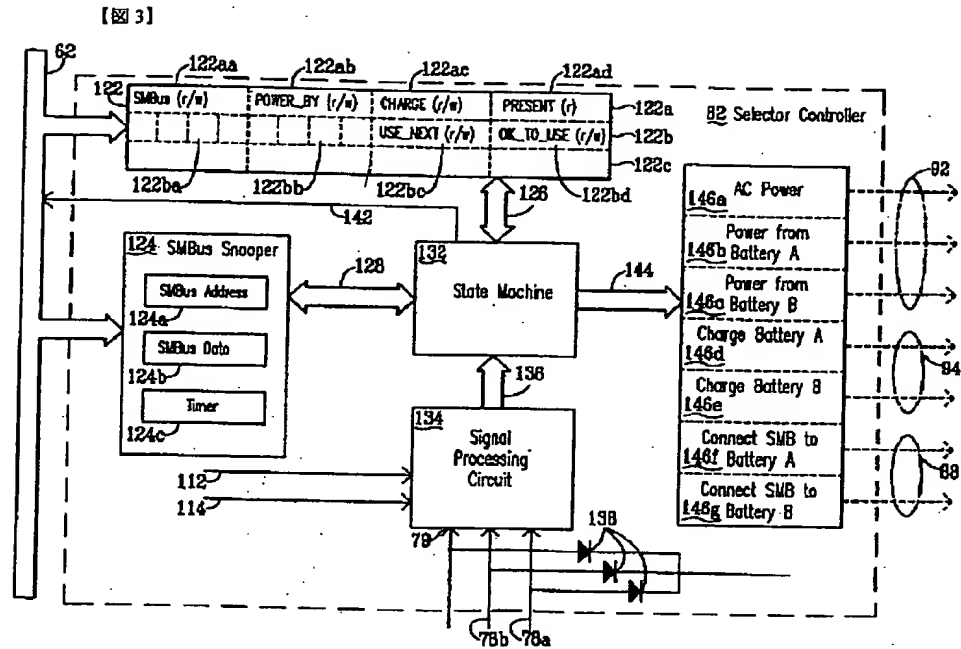 【図3】
62
122aa
122ab
122ac
122ad
122
SMBus (r/w)
POWER_BY (r/w)
CHARGE (r/w)
PRESENT (r)
122a
USE_NEXT (r/w)
OK_TO_USE (r/w)
122b
122c
122ba
122bb
122bc
122bd
82 Selector Controller
126
142
124 SMBus Snooper
SMBus Address
124a
SMBus Data
124b
Timer
124c
128
132
State Machine
144
136
134
Signal
Processing
Circuit
112
114
79
138
78b
78a
AC Power
146a
Power from
146b Battery A
Power from
146c Battery B
Charge Battery A
146d
Charge Battery B
146e
Connect SMB to
146f Battery A
Connect SMB to
146g Battery B
92
94
88